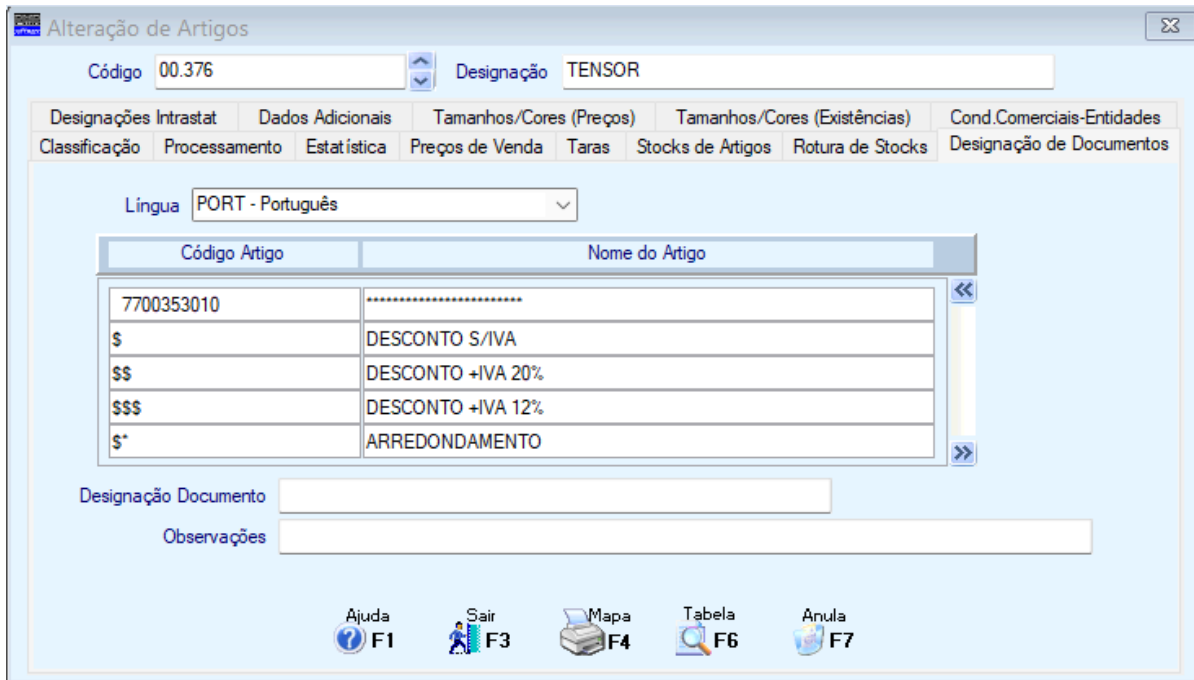 Alteração de Artigos
Código 00.376 Designação TENSOR
Designações Intrastat Dados Adicionais Tamanhos/Cores (Preços) Tamanhos/Cores (Existências) Cond.Comerciais-Entidades
Classificação Processamento Estatística Preços de Venda Taras Stocks de Artigos Rotura de Stocks Designação de Documentos
Língua PORT - Português
Código Artigo Nome do Artigo
7700353010 ************************
$ DESCONTO S/IVA
$$ DESCONTO +IVA 20%
$$$ DESCONTO +IVA 12%
$* ARREDONDAMENTO
Designação Documento
Observações
Ajuda Sair Mapa Tabela Anula
F1 F3 F4 F6 F7